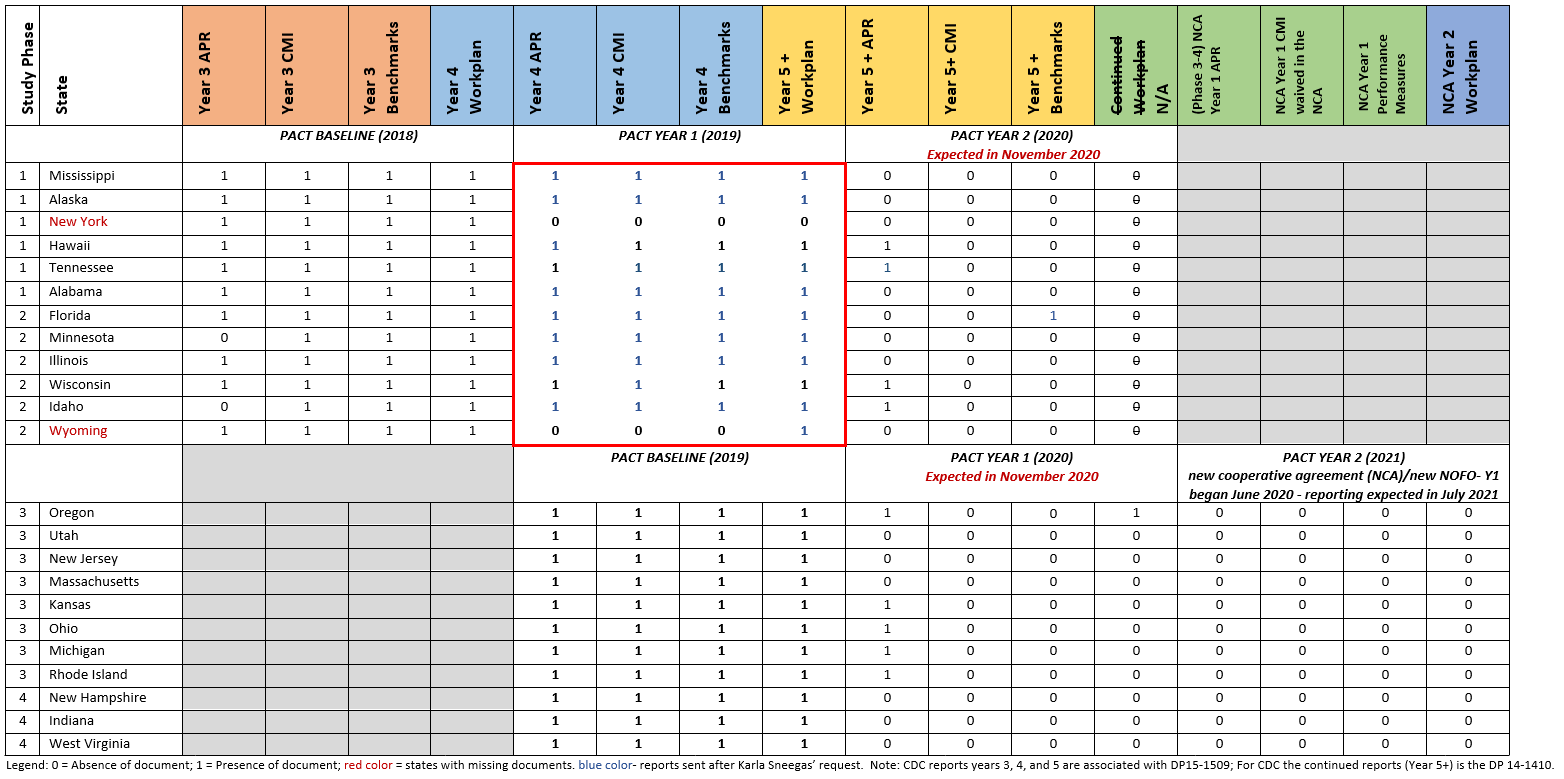 Study Phase State Year 3 APR Year 3 CMI Year 3 Benchmarks Year 4 Workplan Year 4 APR Year 4 CMI Year 4 Benchmarks Year 5 + Workplan Year 5 + APR Year 5+ CMI Year 5 + Benchmarks Continued Workplan N/A (Phase 3-4) NCA Year 1 APR NCA Year 1 CMI waived in the NCA NCA Year 1 Performance Measures NCA Year 2 Workplan
PACT BASELINE (2018) PACT YEAR 1 (2019) PACT YEAR 2 (2020)
Expected in November 2020
1 Mississippi 1 1 1 1 1 1 1 1 0 0 0 0
1 Alaska 1 1 1 1 1 1 1 1 0 0 0 0
1 New York 1 1 1 1 0 0 0 0 0 0 0 0
1 Hawaii 1 1 1 1 1 1 1 1 1 0 0 0
1 Tennessee 1 1 1 1 1 1 1 1 1 0 0 0
1 Alabama 1 1 1 1 1 1 1 1 0 0 0 0
2 Florida 1 1 1 1 1 1 1 1 0 0 1 0
2 Minnesota 0 1 1 1 1 1 1 1 0 0 0 0
2 Illinois 1 1 1 1 1 1 1 1 0 0 0 0
2 Wisconsin 1 1 1 1 1 1 1 1 1 0 0 0
2 Idaho 0 1 1 1 1 1 1 1 1 0 0 0
2 Wyoming 1 1 1 1 0 0 0 1 0 0 0 0
PACT BASELINE (2019) PACT YEAR 1 (2020) PACT YEAR 2 (2021)
Expected in November 2020 new cooperative agreement (NCA)/new NOFO- Y1
began June 2020 - reporting expected in July 2021
3 Oregon 1 1 1 1 1 0 0 1 0 0 0 0
3 Utah 1 1 1 1 0 0 0 0 0 0 0 0
3 New Jersey 1 1 1 1 0 0 0 0 0 0 0 0
3 Massachusetts 1 1 1 1 0 0 0 0 0 0 0 0
3 Kansas 1 1 1 1 1 0 0 0 0 0 0 0
3 Ohio 1 1 1 1 1 0 0 0 0 0 0 0
3 Michigan 1 1 1 1 1 0 0 0 0 0 0 0
3 Rhode Island 1 1 1 1 1 0 0 0 0 0 0 0
4 New Hampshire 1 1 1 1 0 0 0 0 0 0 0 0
4 Indiana 1 1 1 1 0 0 0 0 0 0 0 0
4 West Virginia 1 1 1 1 0 0 0 0 0 0 0 0
Legend: 0 = Absence of document; 1 = Presence of document; red color = states with missing documents. blue color- reports sent after Karla Sneegas’ request. Note: CDC reports years 3, 4, and 5 are associated with DP15-1509; For CDC the continued reports (Year 5+) is the DP 14-1410.